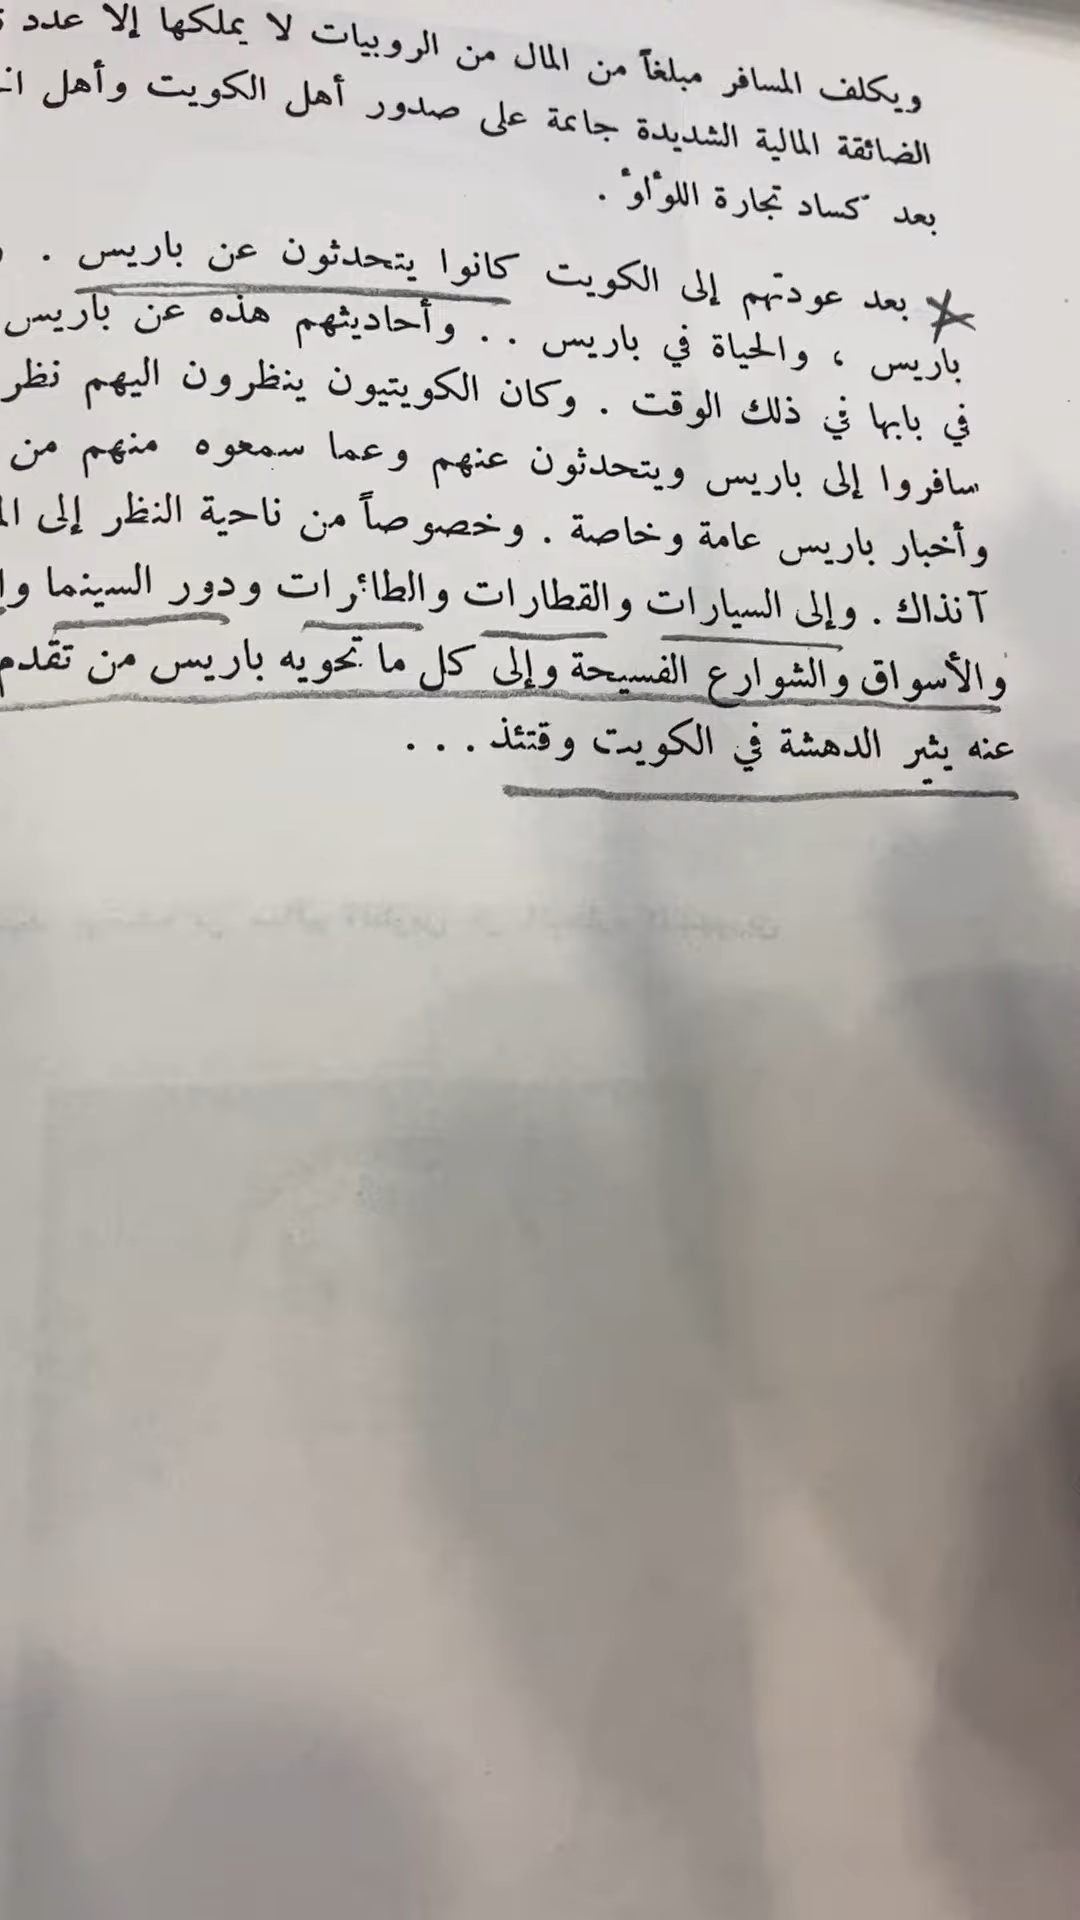 ويكلف المسافر مبلغاً من المال من الروبيات لا يملكها إلا عدد
الضائقة المالية الشديدة جاثمة على صدور أهل الكويت وأهل
بعد كساد تجارة اللؤلؤ .
بعد عودتهم إلى الكويت كانوا يتحدثون عن باريس .
باريس ، والحياة في باريس . . وأحاديثهم هذه عن باريس
في بابها في ذلك الوقت . وكان الكويتيون ينظرون اليهم نظر
سافروا إلى باريس ويتحدثون عنهم وعما سمعوه منهم من
وأخبار باريس عامة وخاصة . وخصوصاً من ناحية النظر إلى
آنذاك . وإلى السيارات والقطارات والطائرات ودور السينما
والأسواق والشوارع الفسيحة وإلى كل ما تحويه باريس من تقدم
عنه يثير الدهشة في الكويت وقتئذ . . .